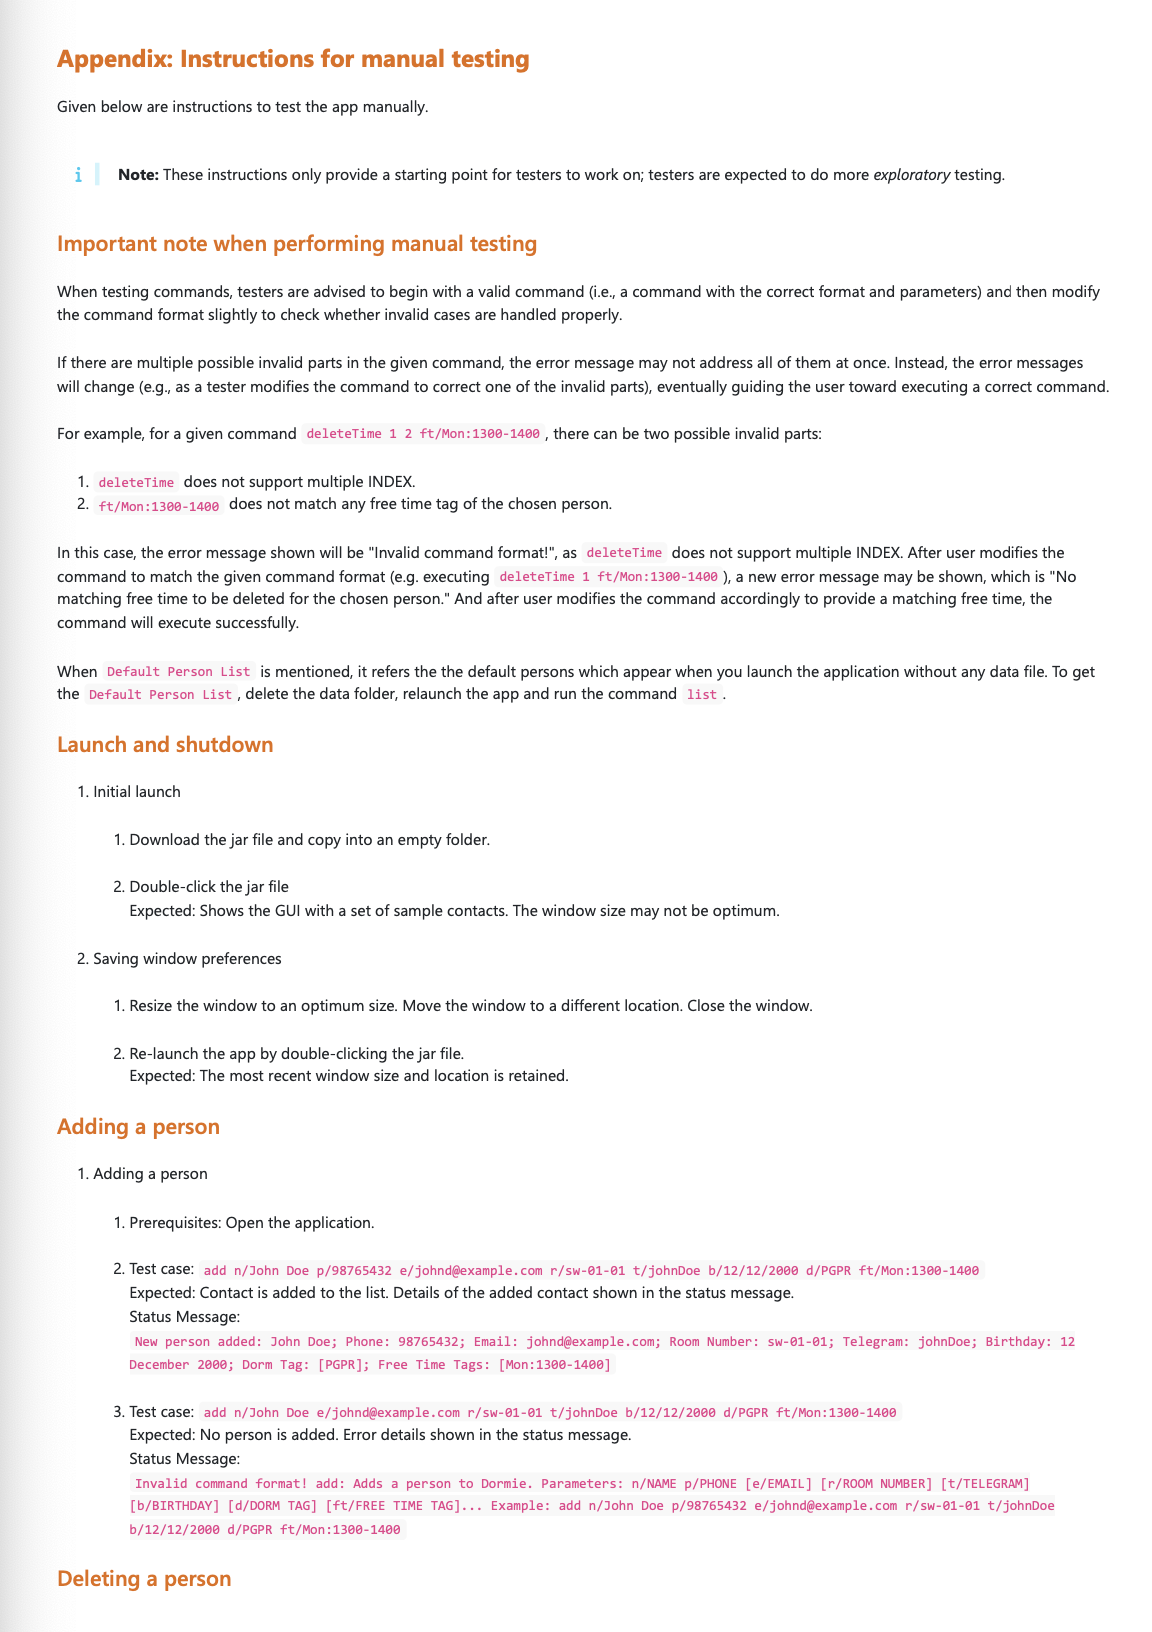 Appendix: Instructions for manual testing
Given below are instructions to test the app manually.
i Note: These instructions only provide a starting point for testers to work on; testers are expected to do more exploratory testing.
Important note when performing manual testing
When testing commands, testers are advised to begin with a valid command (i.e., a command with the correct format and parameters) and then modify
the command format slightly to check whether invalid cases are handled properly.
If there are multiple possible invalid parts in the given command, the error message may not address all of them at once. Instead, the error messages
will change (e.g., as a tester modifies the command to correct one of the invalid parts), eventually guiding the user toward executing a correct command.
For example, for a given command deleteTime 1 2 ft/Mon:1300-1400 , there can be two possible invalid parts:
1. deleteTime does not support multiple INDEX.
2. ft/Mon:1300-1400 does not match any free time tag of the chosen person.
In this case, the error message shown will be "Invalid command format!", as deleteTime does not support multiple INDEX. After user modifies the
command to match the given command format (e.g. executing deleteTime 1 ft/Mon:1300-1400 ), a new error message may be shown, which is "No
matching free time to be deleted for the chosen person." And after user modifies the command accordingly to provide a matching free time, the
command will execute successfully.
When Default Person List is mentioned, it refers the the default persons which appear when you launch the application without any data file. To get
the Default Person List , delete the data folder, relaunch the app and run the command list .
Launch and shutdown
1. Initial launch
1. Download the jar file and copy into an empty folder.
2. Double-click the jar file
Expected: Shows the GUI with a set of sample contacts. The window size may not be optimum.
2. Saving window preferences
1. Resize the window to an optimum size. Move the window to a different location. Close the window.
2. Re-launch the app by double-clicking the jar file.
Expected: The most recent window size and location is retained.
Adding a person
1. Adding a person
1. Prerequisites: Open the application.
2. Test case: add n/John Doe p/98765432 e/johnd@example.com r/sw-01-01 t/johnDoe b/12/12/2000 d/PGPR ft/Mon:1300-1400
Expected: Contact is added to the list. Details of the added contact shown in the status message.
Status Message:
New person added: John Doe; Phone: 98765432; Email: johnd@example.com; Room Number: sw-01-01; Telegram: johnDoe; Birthday: 12
December 2000; Dorm Tag: [PGPR]; Free Time Tags: [Mon:1300-1400]
3. Test case: add n/John Doe e/johnd@example.com r/sw-01-01 t/johnDoe b/12/12/2000 d/PGPR ft/Mon:1300-1400
Expected: No person is added. Error details shown in the status message.
Status Message:
Invalid command format! add: Adds a person to Dormie. Parameters: n/NAME p/PHONE [e/EMAIL] [r/ROOM NUMBER] [t/TELEGRAM]
[b/BIRTHDAY] [d/DORM TAG] [ft/FREE TIME TAG]... Example: add n/John Doe p/98765432 e/johnd@example.com r/sw-01-01 t/johnDoe
b/12/12/2000 d/PGPR ft/Mon:1300-1400
Deleting a person